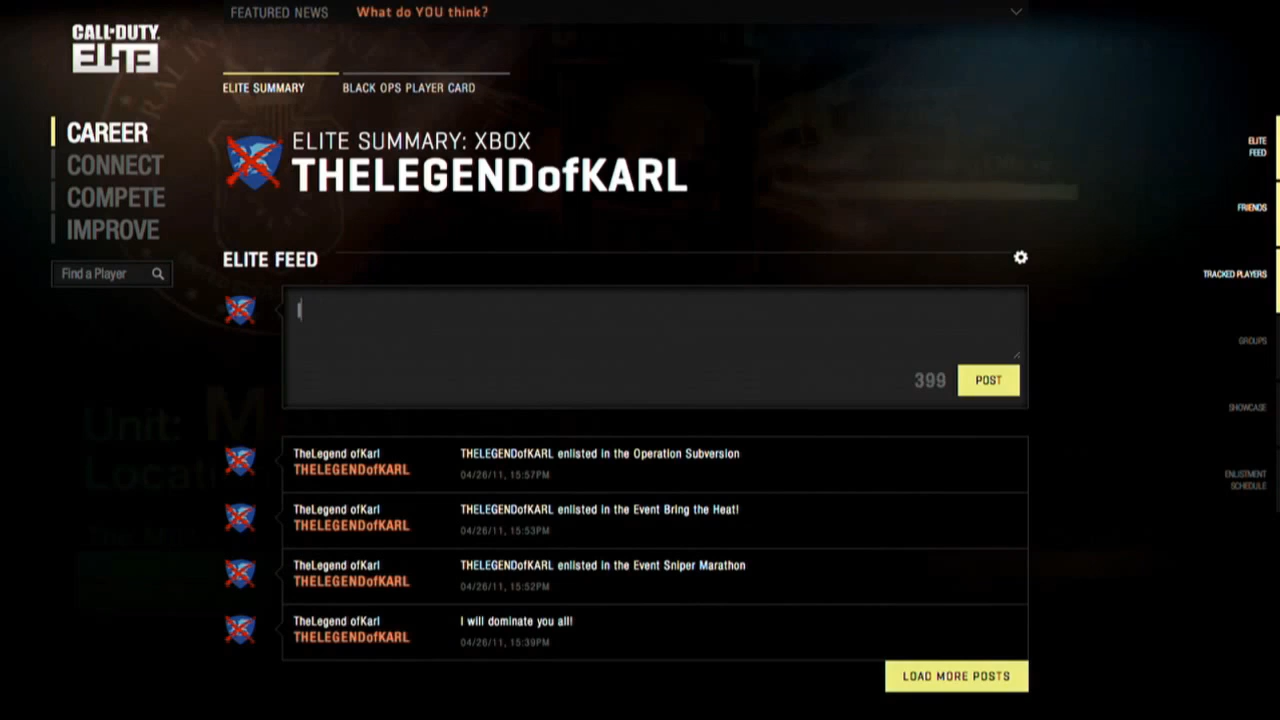 FEATURED NEWS What do YOU think?
CALL OF DUTY
ELITE
ELITE SUMMARY BLACK OPS PLAYER CARD
CAREER
CONNECT
COMPETE
IMPROVE
Find a Player
ELITE SUMMARY: XBOX
THELEGENDofKARL
ELITE FEED
I
399 POST
TheLegend ofKarl THELEGENDofKARL enlisted in the Operation Subversion
THELEGENDofKARL 04/26/11, 15:57PM
TheLegend ofKarl THELEGENDofKARL enlisted in the Event Bring the Heat!
THELEGENDofKARL 04/26/11, 15:53PM
TheLegend ofKarl THELEGENDofKARL enlisted in the Event Sniper Marathon
THELEGENDofKARL 04/26/11, 15:52PM
TheLegend ofKarl I will dominate you all!
THELEGENDofKARL 04/26/11, 15:39PM
LOAD MORE POSTS
ELITE
FEED
FRIENDS
TRACKED PLAYERS
GROUPS
SHOWCASE
ENLISTMENT
SCHEDULE
Unit: M